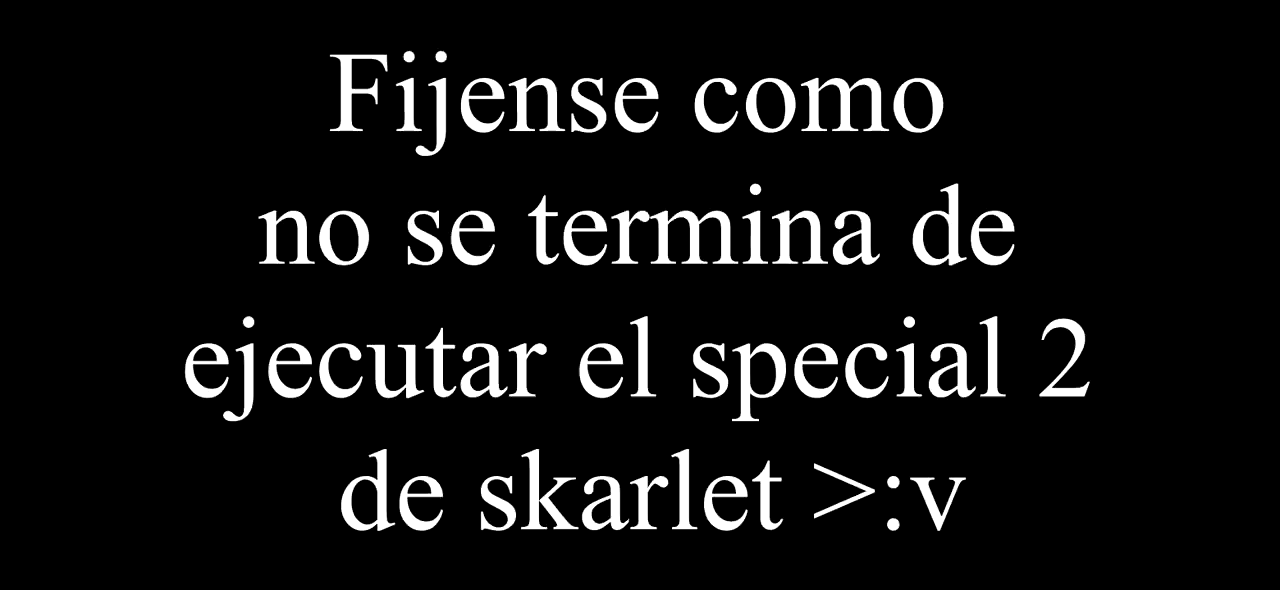 Fijense como
no se termina de
ejecutar el special 2
de skarlet >:v